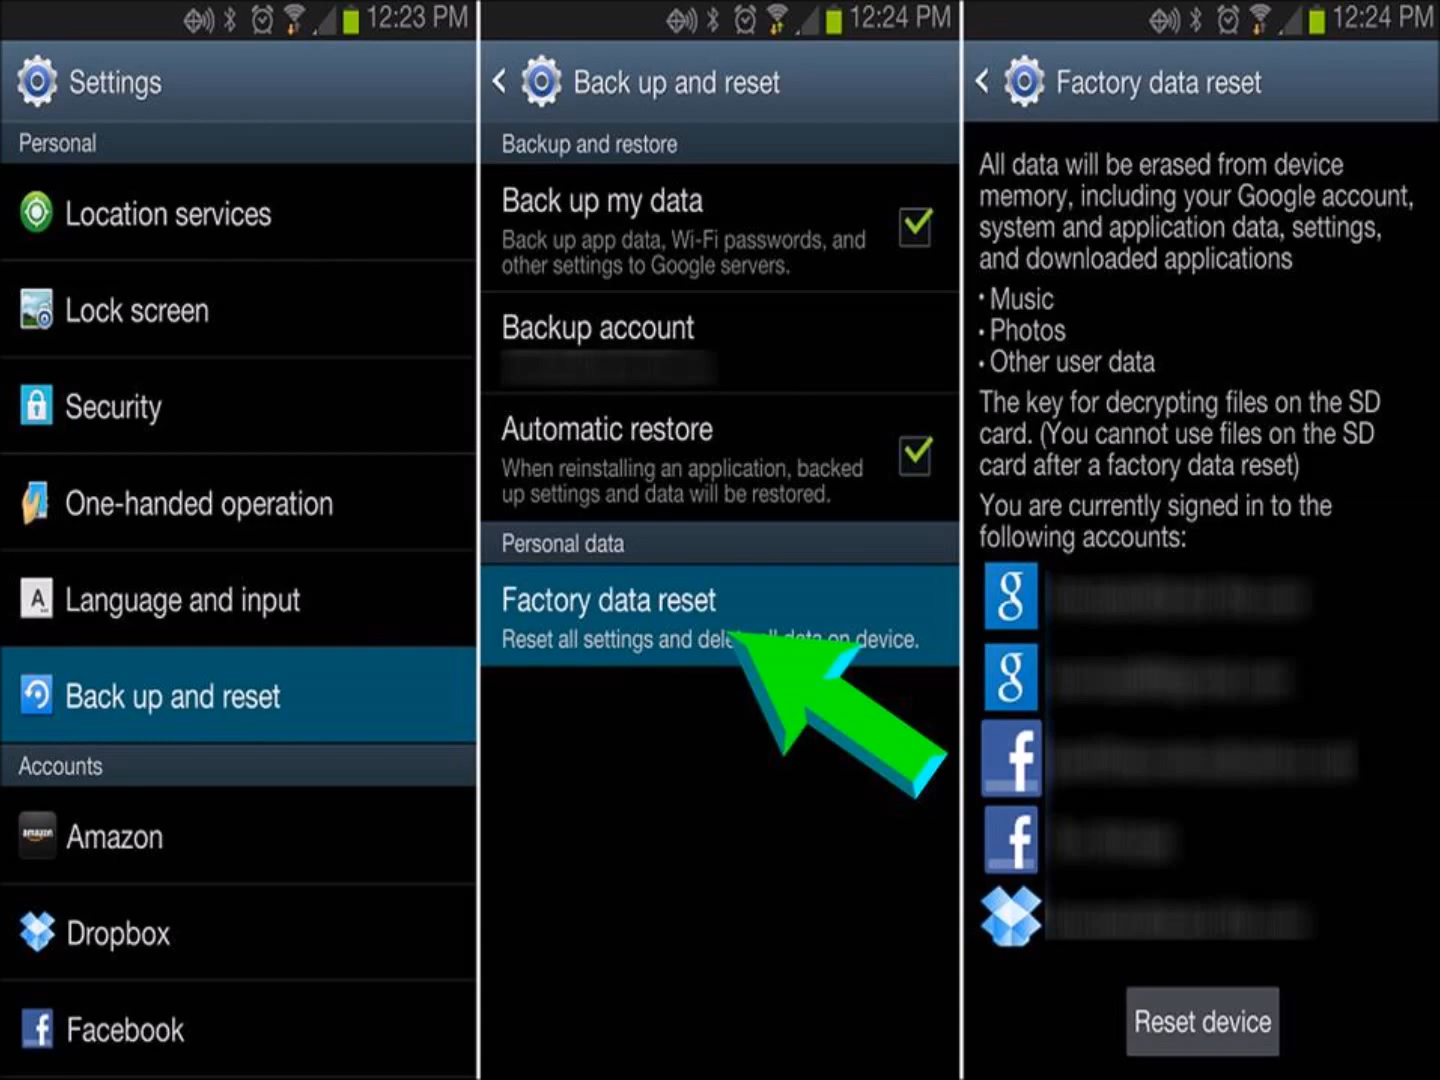 12:23 PM
Settings
Personal
Location services
Lock screen
Security
One-handed operation
A
Language and input
Back up and reset
Accounts
amazon
Amazon
Dropbox
f
Facebook
12:24 PM
Back up and reset
Backup and restore
Back up my data
Back up app data, Wi-Fi passwords, and
other settings to Google servers.
Backup account
Automatic restore
When reinstalling an application, backed
up settings and data will be restored.
Personal data
Factory data reset
Reset all settings and on device.
12:24 PM
Factory data reset
All data will be erased from device
memory, including your Google account,
system and application data, settings,
and downloaded applications
• Music
• Photos
• Other user data
The key for decrypting files on the SD
card. (You cannot use files on the SD
card after a factory data reset)
You are currently signed in to the
following accounts:
g
g
f
f
Reset device